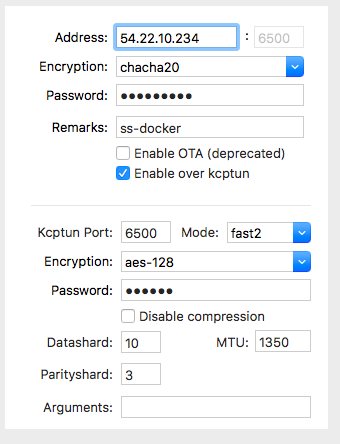 Address: 54.22.10.234 : 6500
Encryption: chacha20
Password: ●●●●●●●●●
Remarks: ss-docker
Enable OTA (deprecated)
Enable over kcptun
Kcptun Port: 6500 Mode: fast2
Encryption: aes-128
Password: ●●●●●●
Disable compression
Datashard: 10 MTU: 1350
Parityshard: 3
Arguments: